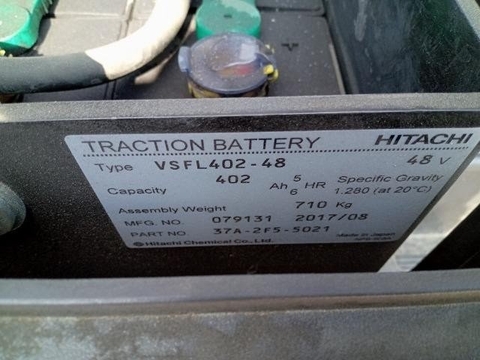 TRACTION BATTERY HITACHI
Type VSFL402-48 48 V
Capacity 402 Ah 5/6 HR Specific Gravity 1.280 (at 20°C)
Assembly Weight 710 Kg
MFG. NO. 079131 2017/08
PART NO 37A-2F5-5021
Hitachi Chemical Co., Ltd. Made in Japan